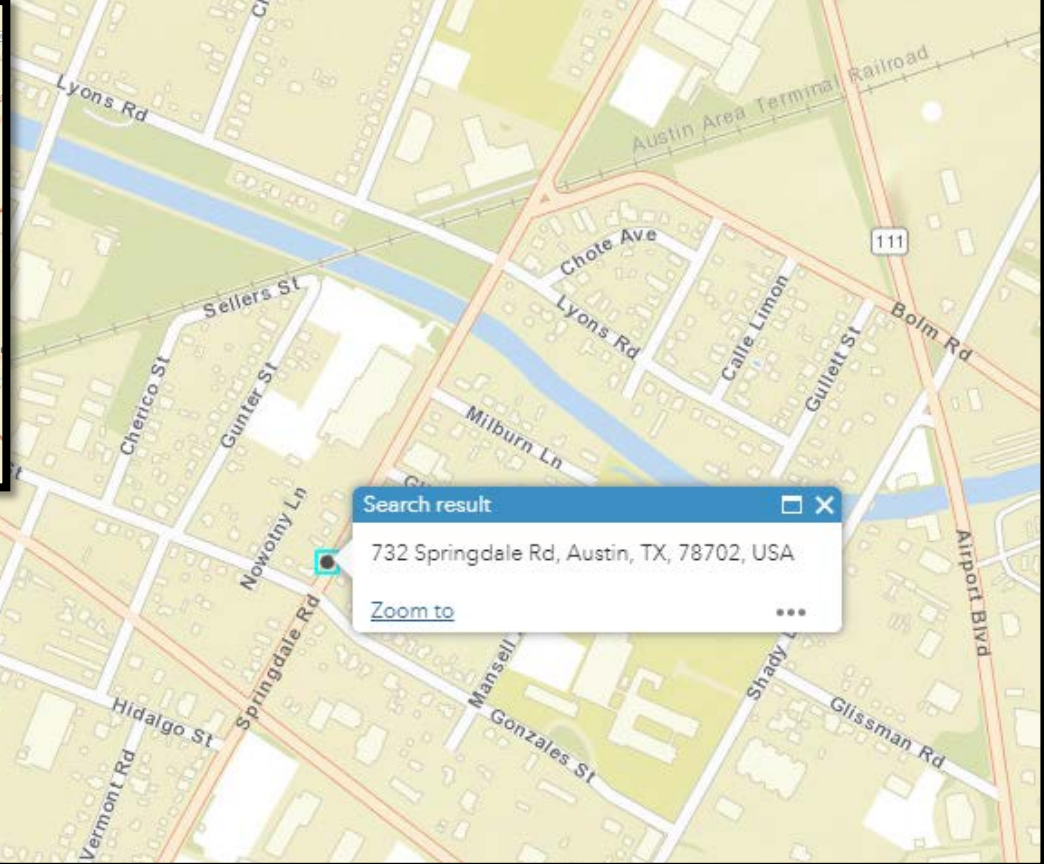 Lyons Rd
Austin Area Terminal Railroad
111
Chote Ave
Sellers St
Lyons Rd
Calle Limon
Bolm Rd
Gullett St
Cherico St
Gunter St
Milburn Ln
Nowotny Ln
Search result
732 Springdale Rd, Austin, TX, 78702, USA
Zoom to
•••
Airport Blvd
Springdale Rd
Mansell
Shady
Hidalgo St
Gonzales St
Glissman Rd
Vermont Rd